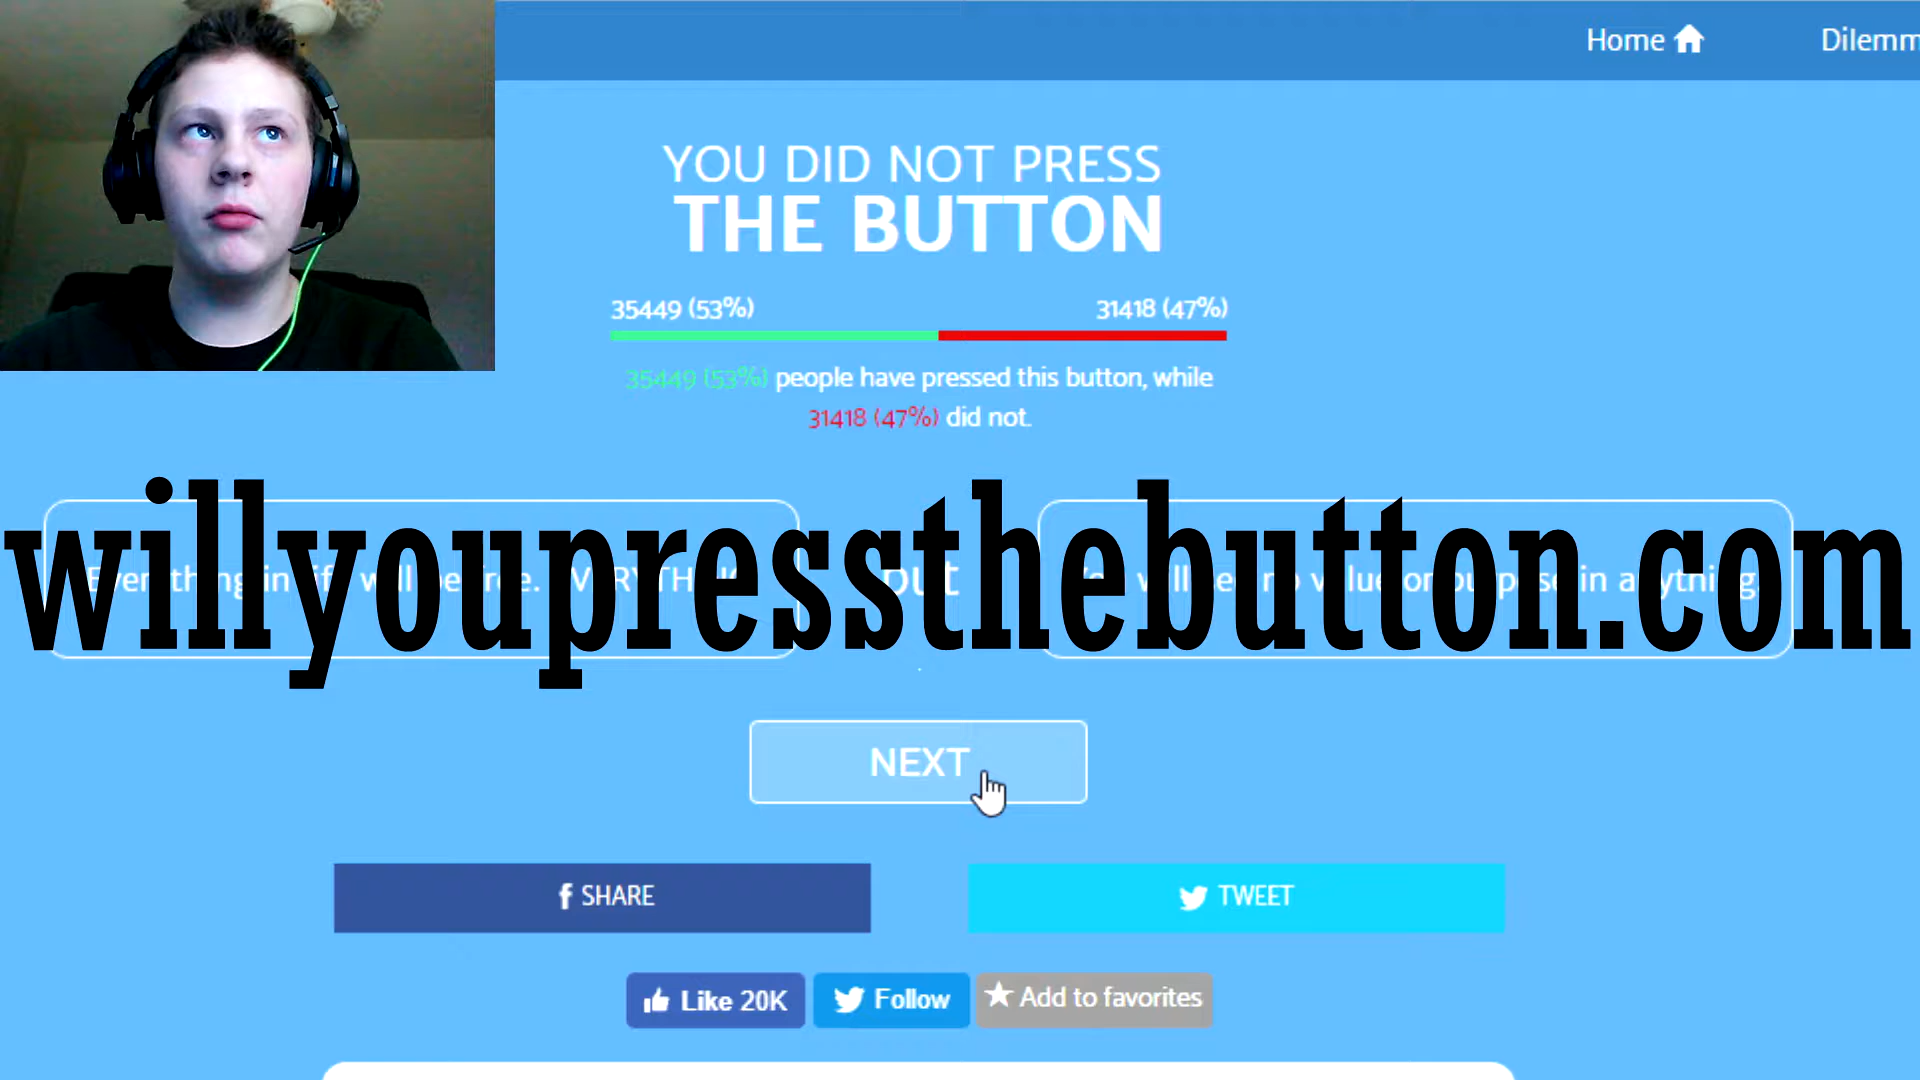 Home
YOU DID NOT PRESS
THE BUTTON
35449 (53%) 31418 (47%)
35449 (53%) people have pressed this button, while
31418 (47%) did not.
willyoupressthebutton.com
but
NEXT
SHARE
TWEET
Like 20K
Follow
Add to favorites